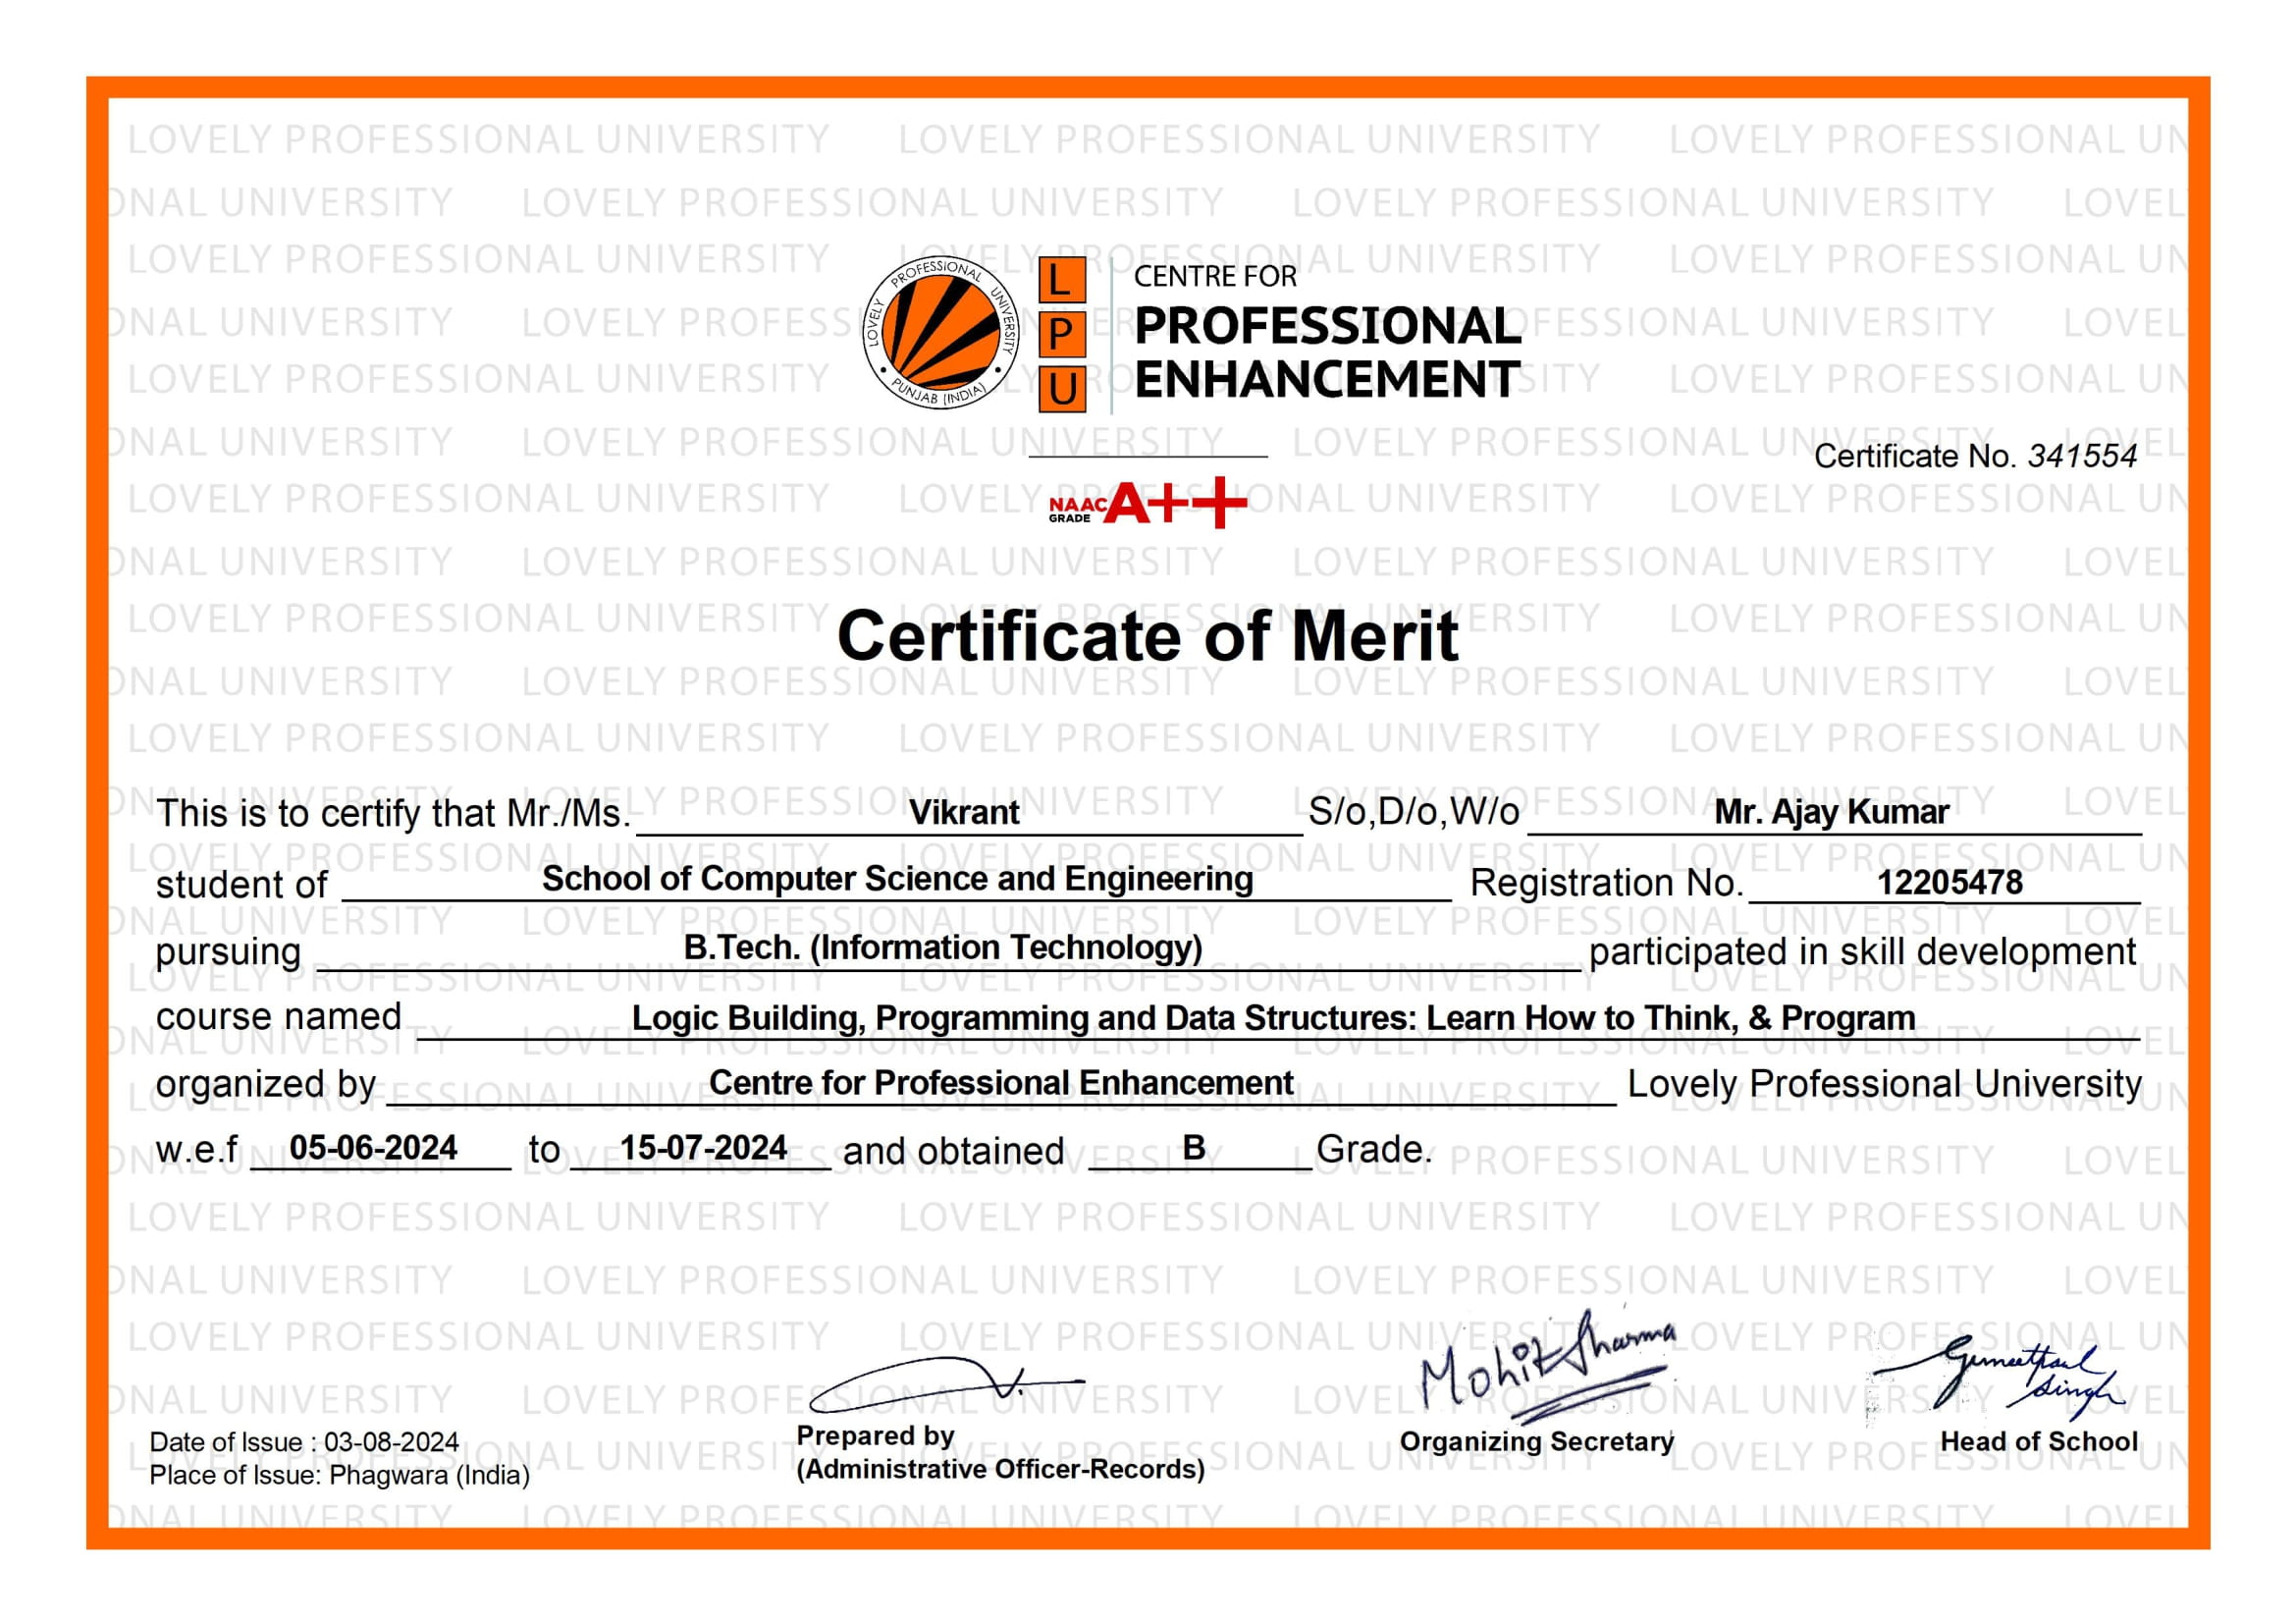 LOVELY PROFESSIONAL UNIVERSITY
PUNJAB (INDIA)
L
P
U
CENTRE FOR
PROFESSIONAL
ENHANCEMENT
Certificate No. 341554
NAAC
GRADE
A++
Certificate of Merit
This is to certify that Mr./Ms. Vikrant S/o,D/o,W/o Mr. Ajay Kumar
student of School of Computer Science and Engineering Registration No. 12205478
pursuing B.Tech. (Information Technology) participated in skill development
course named Logic Building, Programming and Data Structures: Learn How to Think, & Program
organized by Centre for Professional Enhancement Lovely Professional University
w.e.f 05-06-2024 to 15-07-2024 and obtained B Grade.
Mohit Sharma
Gurneetpaul
Singh
Date of Issue : 03-08-2024
Place of Issue: Phagwara (India)
Prepared by
(Administrative Officer-Records)
Organizing Secretary
Head of School
LOVELY PROFESSIONAL UNIVERSITY